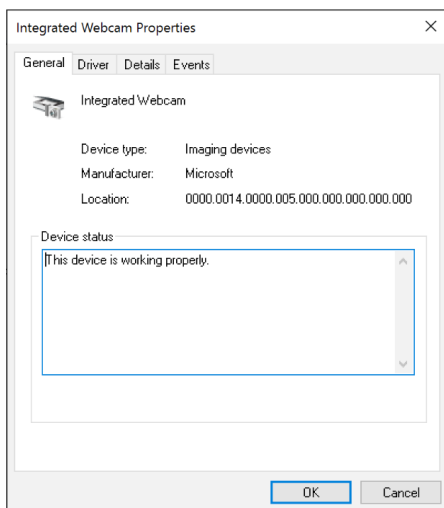 Integrated Webcam Properties
General Driver Details Events
Integrated Webcam
Device type: Imaging devices
Manufacturer: Microsoft
Location: 0000.0014.0000.005.000.000.000.000.000
Device status
This device is working properly.
OK Cancel